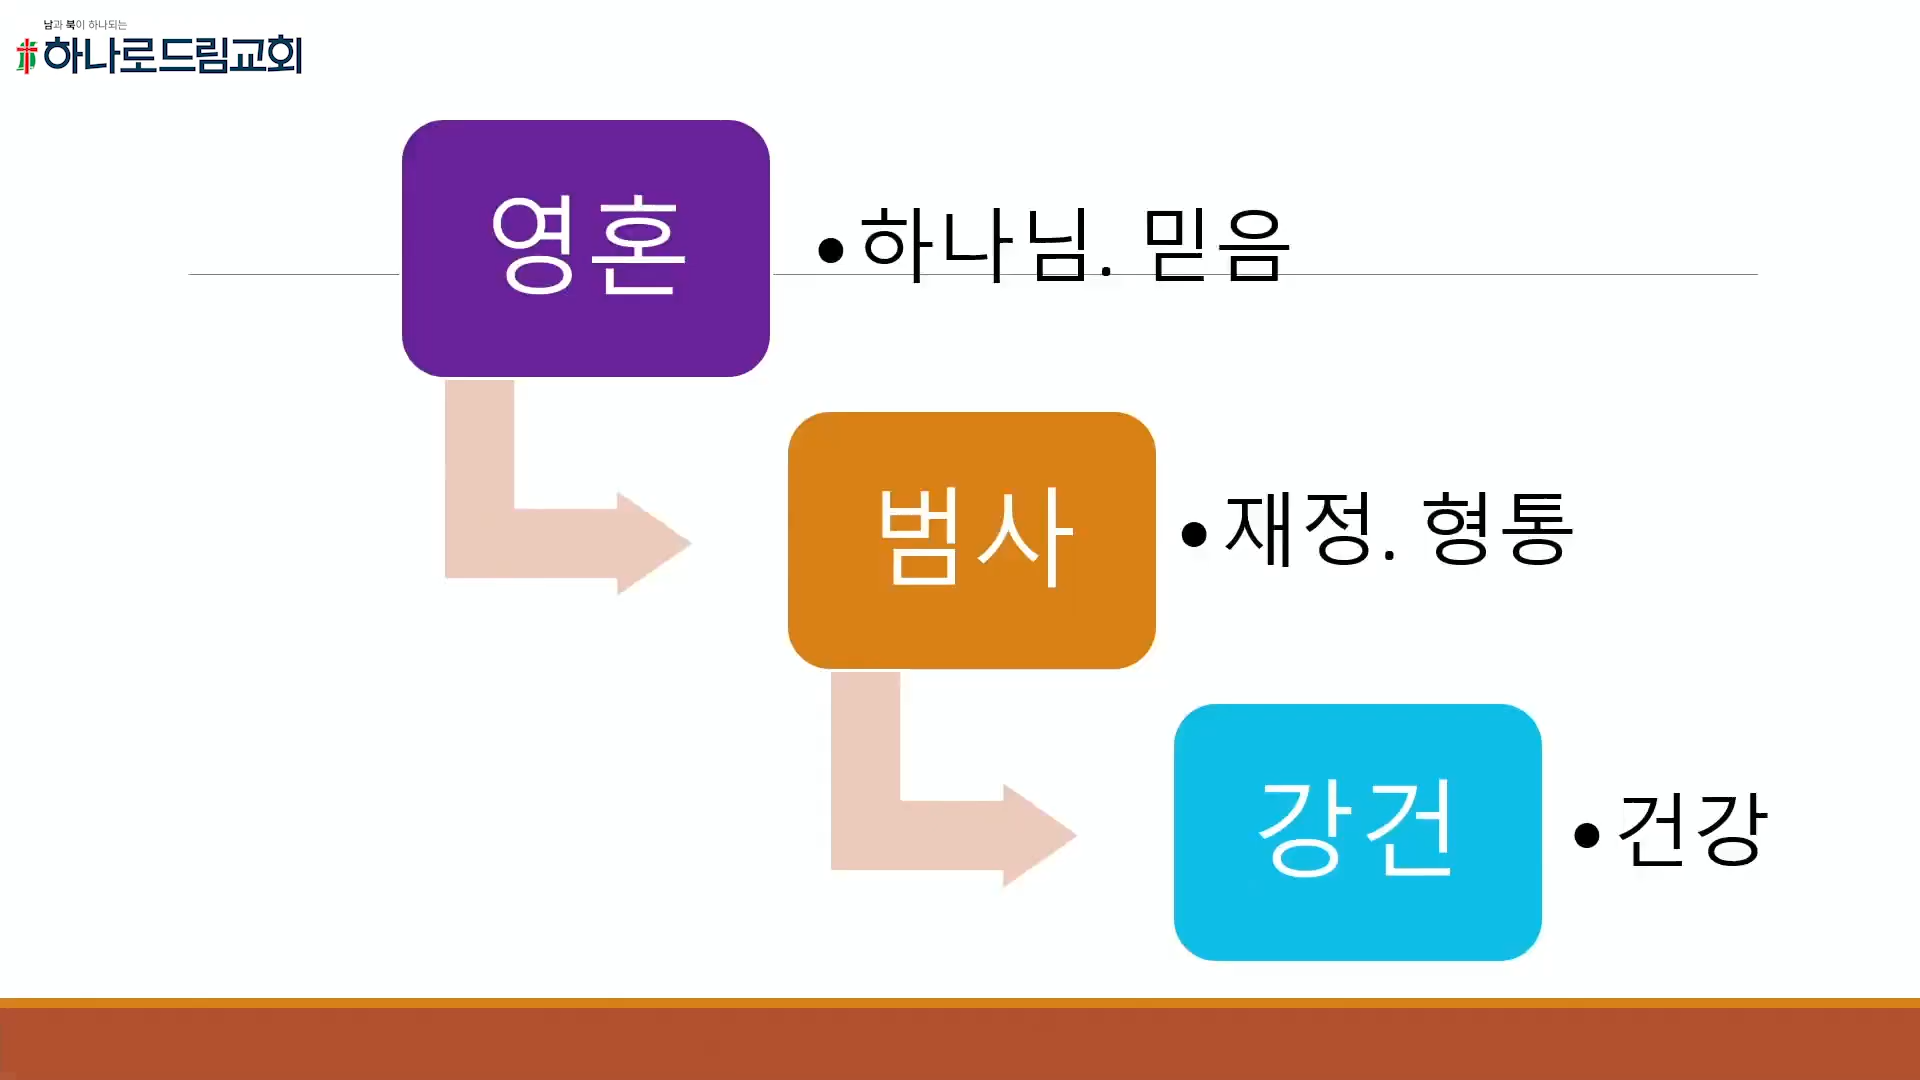 남과 북이 하나되는
하나로드림교회
영혼
•하나님. 믿음
범사
•재정. 형통
강건
•건강